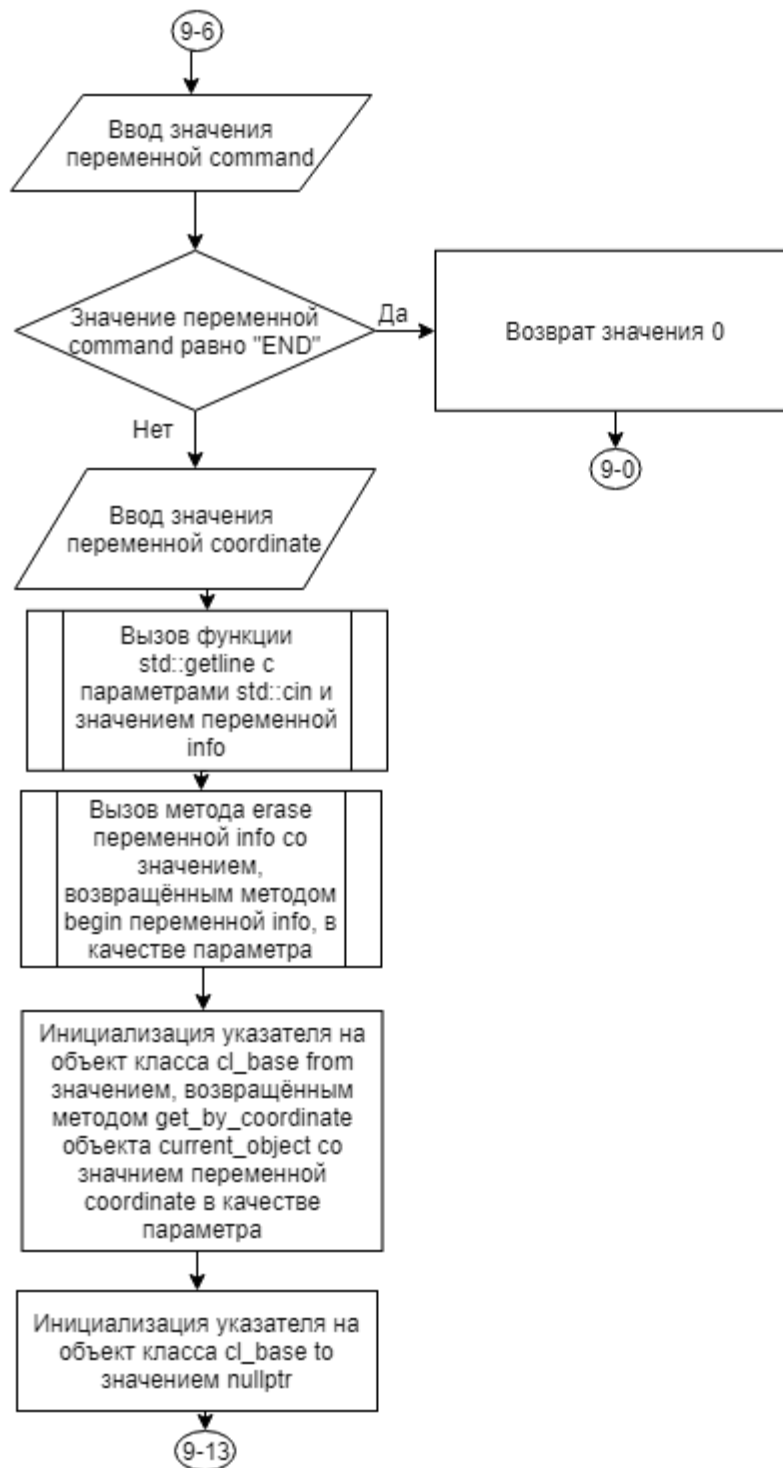 9-6
Ввод значения
переменной command
Значение переменной
command равно "END"
Да
Возврат значения 0
9-0
Нет
Ввод значения
переменной coordinate
Вызов функции
std::getline с
параметрами std::cin и
значением переменной
info
Вызов метода erase
переменной info со
значением,
возвращённым методом
begin переменной info, в
качестве параметра
Инициализация указателя на
объект класса cl_base from
значением, возвращённым
методом get_by_coordinate
объекта current_object со
значнием переменной
coordinate в качестве
параметра
Инициализация указателя на
объект класса cl_base to
значением nullptr
9-13